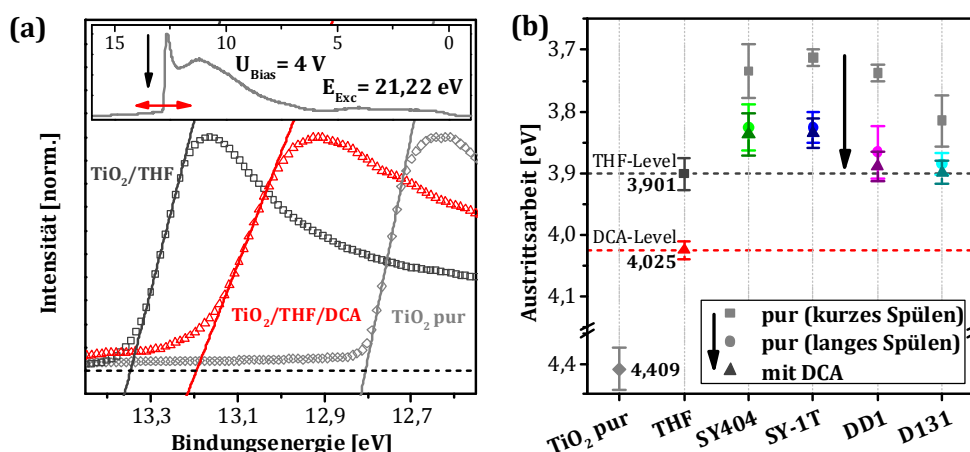 (a)
15 10 5 0
U_Bias = 4 V
E_Exc = 21,22 eV
TiO₂/THF
TiO₂/THF/DCA
TiO₂ pur
Intensität [norm.]
13,3 13,1 12,9 12,7
Bindungsenergie [eV]
(b)
3,7
3,8
3,9
4,0
4,1
4,4
Austrittsarbeit [eV]
THF-Level
3,901
DCA-Level
4,025
4,409
pur (kurzes Spülen)
pur (langes Spülen)
mit DCA
TiO₂ pur
THF
SY404
SY-1T
DD1
D131